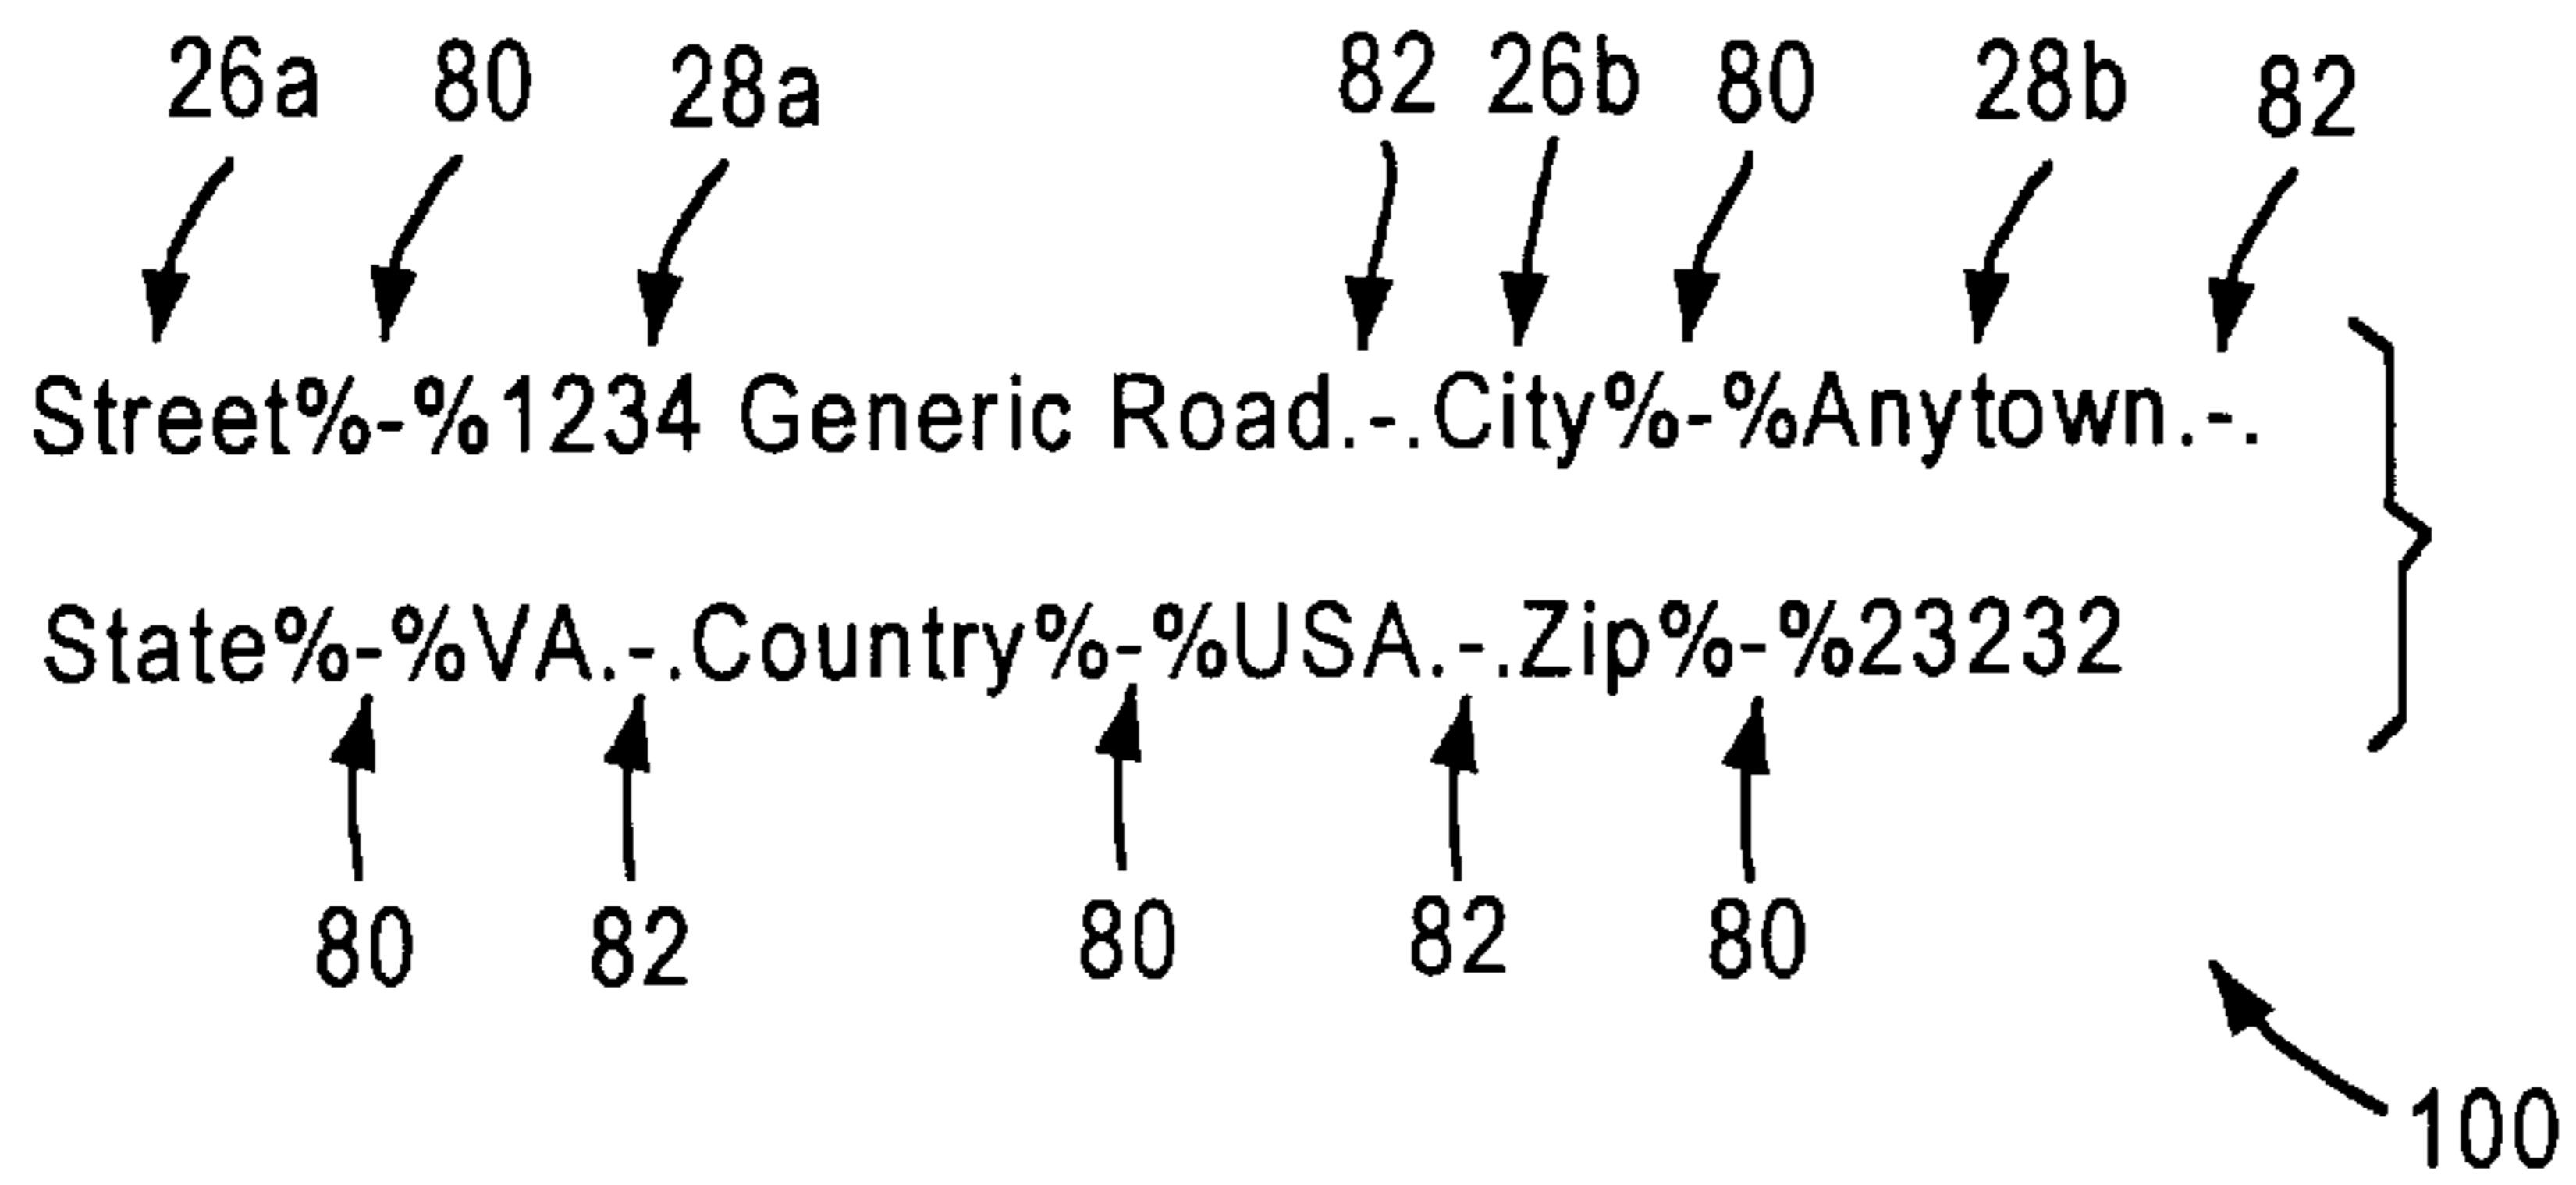 26a 80 28a 82 26b 80 28b 82
Street%-%1234 Generic Road.-.City%-%Anytown.-.
State%-%VA.-.Country%-%USA.-.Zip%-%23232
80 82 80 82 80
100